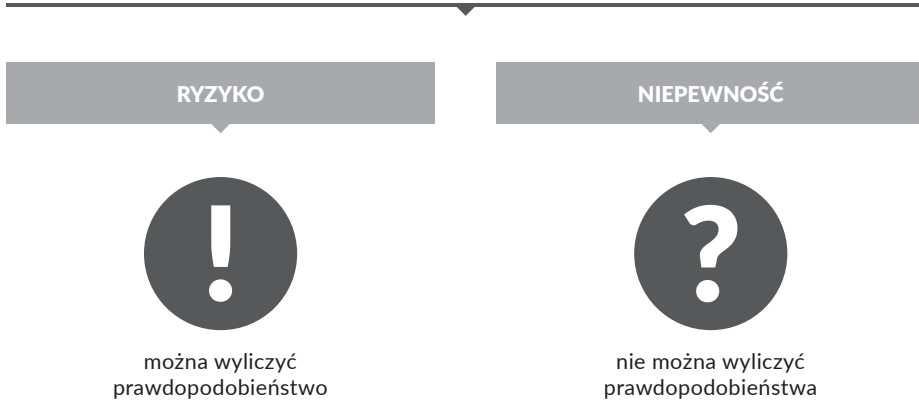 RYZYKO
!
można wyliczyć
prawdopodobieństwo
NIEPEWNOŚĆ
?
nie można wyliczyć
prawdopodobieństwa